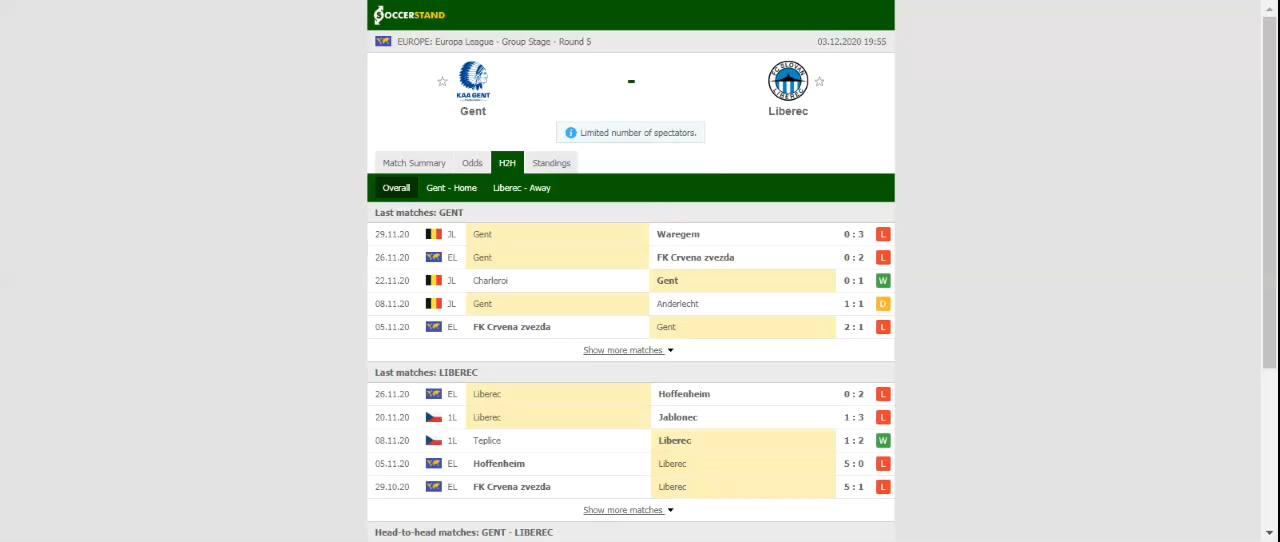 SOCCERSTAND
EUROPE: Europa League - Group Stage - Round 5 03.12.2020 19:55
KAA GENT
FC SLOVAN LIBEREC
-
Gent Liberec
Limited number of spectators.
Match Summary Odds H2H Standings
Overall Gent - Home Liberec - Away
Last matches: GENT
29.11.20 JL Gent Waregem 0 : 3 L
26.11.20 EL Gent FK Crvena zvezda 0 : 2 L
22.11.20 JL Charleroi Gent 0 : 1 W
08.11.20 JL Gent Anderlecht 1 : 1 D
05.11.20 EL FK Crvena zvezda Gent 2 : 1 L
Show more matches
Last matches: LIBEREC
26.11.20 EL Liberec Hoffenheim 0 : 2 L
20.11.20 1L Liberec Jablonec 1 : 3 L
08.11.20 1L Teplice Liberec 1 : 2 W
05.11.20 EL Hoffenheim Liberec 5 : 0 L
29.10.20 EL FK Crvena zvezda Liberec 5 : 1 L
Show more matches
Head-to-head matches: GENT - LIBEREC